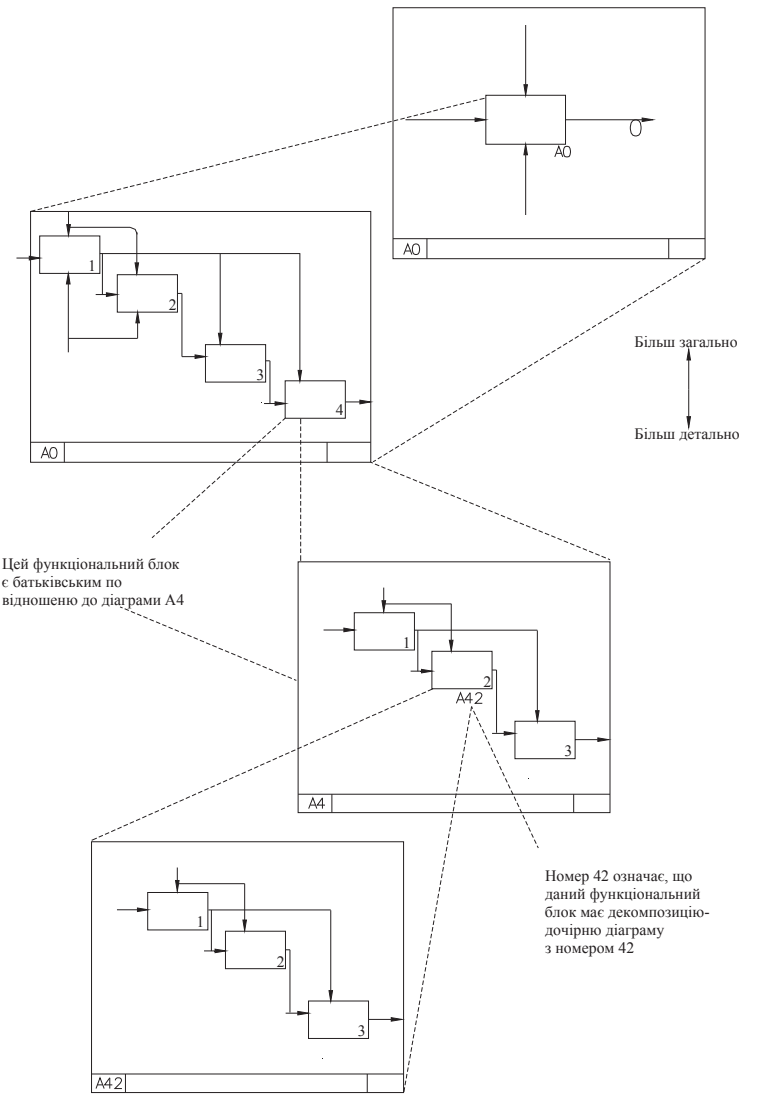 0
A0
A0
1
2
3
4
A0
Більш загально
Більш детально
Цей функціональний блок
є батьківським по
відношеню до діаграми А4
1
2
A42
3
A4
Номер 42 означає, що
даний функціональний
блок має декомпозицію-
дочірню діаграму
з номером 42
1
2
3
A42